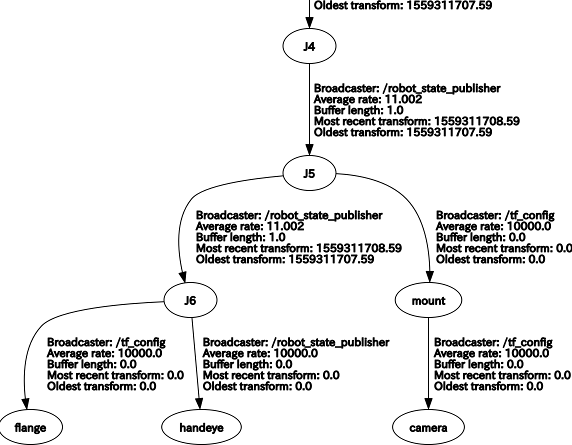 Oldest transform: 1559311707.59
J4
Broadcaster: /robot_state_publisher
Average rate: 11.002
Buffer length: 1.0
Most recent transform: 1559311708.59
Oldest transform: 1559311707.59
J5
Broadcaster: /robot_state_publisher
Average rate: 11.002
Buffer length: 1.0
Most recent transform: 1559311708.59
Oldest transform: 1559311707.59
Broadcaster: /tf_config
Average rate: 10000.0
Buffer length: 0.0
Most recent transform: 0.0
Oldest transform: 0.0
J6
mount
Broadcaster: /tf_config
Average rate: 10000.0
Buffer length: 0.0
Most recent transform: 0.0
Oldest transform: 0.0
Broadcaster: /robot_state_publisher
Average rate: 10000.0
Buffer length: 0.0
Most recent transform: 0.0
Oldest transform: 0.0
Broadcaster: /tf_config
Average rate: 10000.0
Buffer length: 0.0
Most recent transform: 0.0
Oldest transform: 0.0
flange
handeye
camera